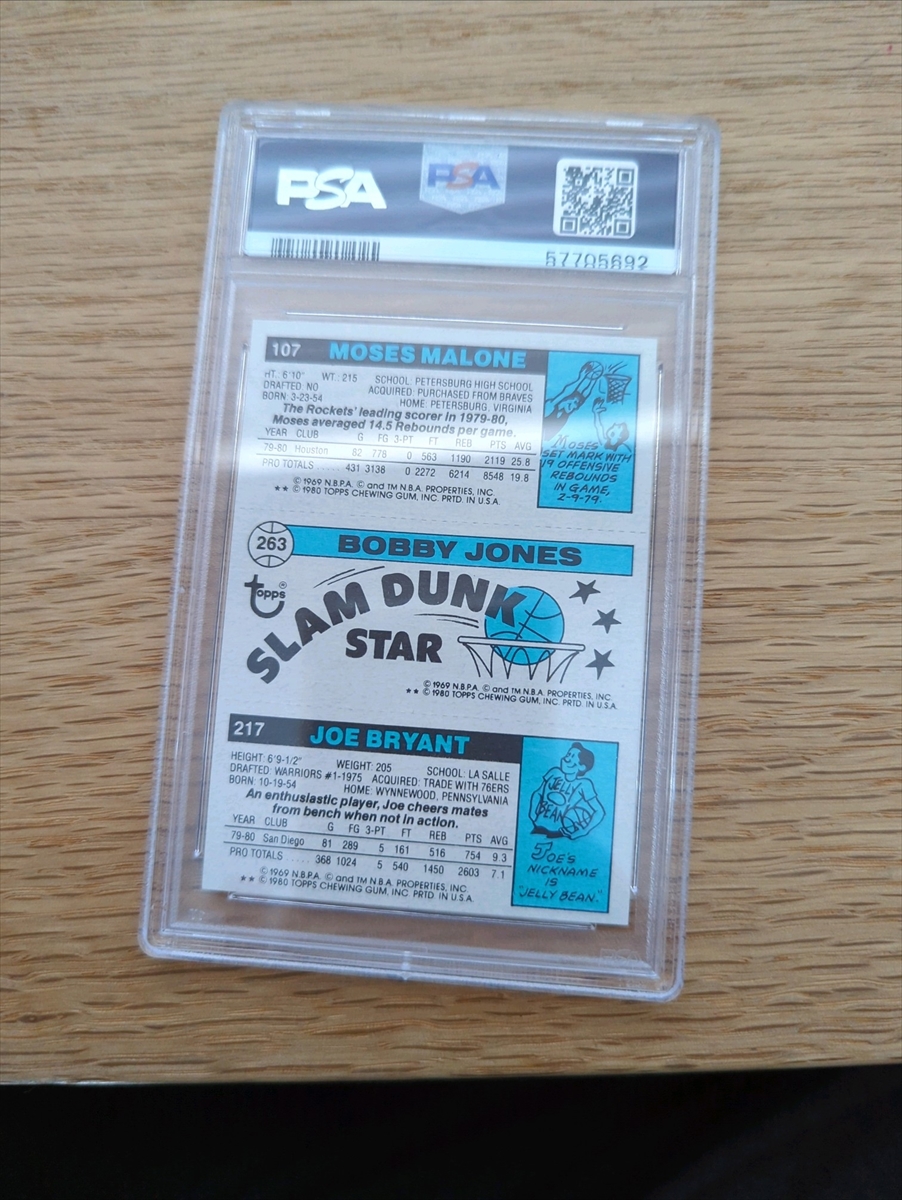 PSA
PSA
57705692
107 MOSES MALONE
HT. 6'10" WT. 215 SCHOOL: PETERSBURG HIGH SCHOOL
DRAFTED: NO ACQUIRED: PURCHASED FROM BRAVES
BORN: 3-23-54 HOME: PETERSBURG, VIRGINIA
The Rockets' leading scorer in 1979-80,
Moses averaged 14.5 Rebounds per game.
YEAR CLUB G FG 3-PT FT REB PTS AVG
79-80 Houston 82 778 0 563 1190 2119 25.8
PRO TOTALS ..... 431 3138 0 2272 6214 8548 19.8
© 1969 N.B.P.A. © and TM N.B.A. PROPERTIES, INC.
★★ © 1980 TOPPS CHEWING GUM, INC. PRTD. IN U.S.A.
MOSES
SET MARK WITH
19 OFFENSIVE
REBOUNDS
IN GAME,
2-9-79.
263 BOBBY JONES
topps®
SLAM DUNK
STAR
© 1969 N.B.P.A. © and TM N.B.A. PROPERTIES, INC.
★★ © 1980 TOPPS CHEWING GUM, INC. PRTD. IN U.S.A.
217 JOE BRYANT
HEIGHT: 6'9-1/2" WEIGHT: 205 SCHOOL: LA SALLE
DRAFTED: WARRIORS #1-1975 ACQUIRED: TRADE WITH 76ERS
BORN: 10-19-54 HOME: WYNNEWOOD, PENNSYLVANIA
An enthusiastic player, Joe cheers mates
from bench when not in action.
YEAR CLUB G FG 3-PT FT REB PTS AVG
79-80 San Diego 81 289 5 161 516 754 9.3
PRO TOTALS ..... 368 1024 5 540 1450 2603 7.1
© 1969 N.B.P.A. © and TM N.B.A. PROPERTIES, INC.
★★ © 1980 TOPPS CHEWING GUM, INC. PRTD. IN U.S.A.
JELLY
BEAN
JOE'S
NICKNAME
IS
"JELLY BEAN."